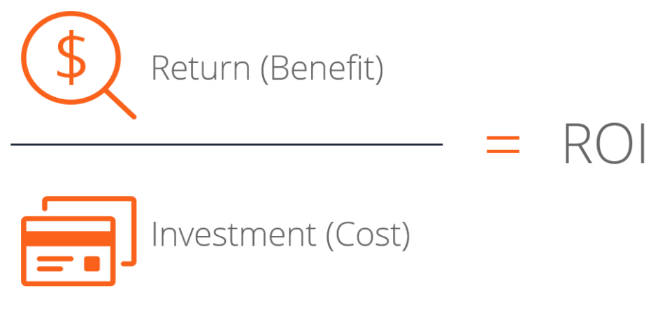 $
Return (Benefit)
= ROI
Investment (Cost)